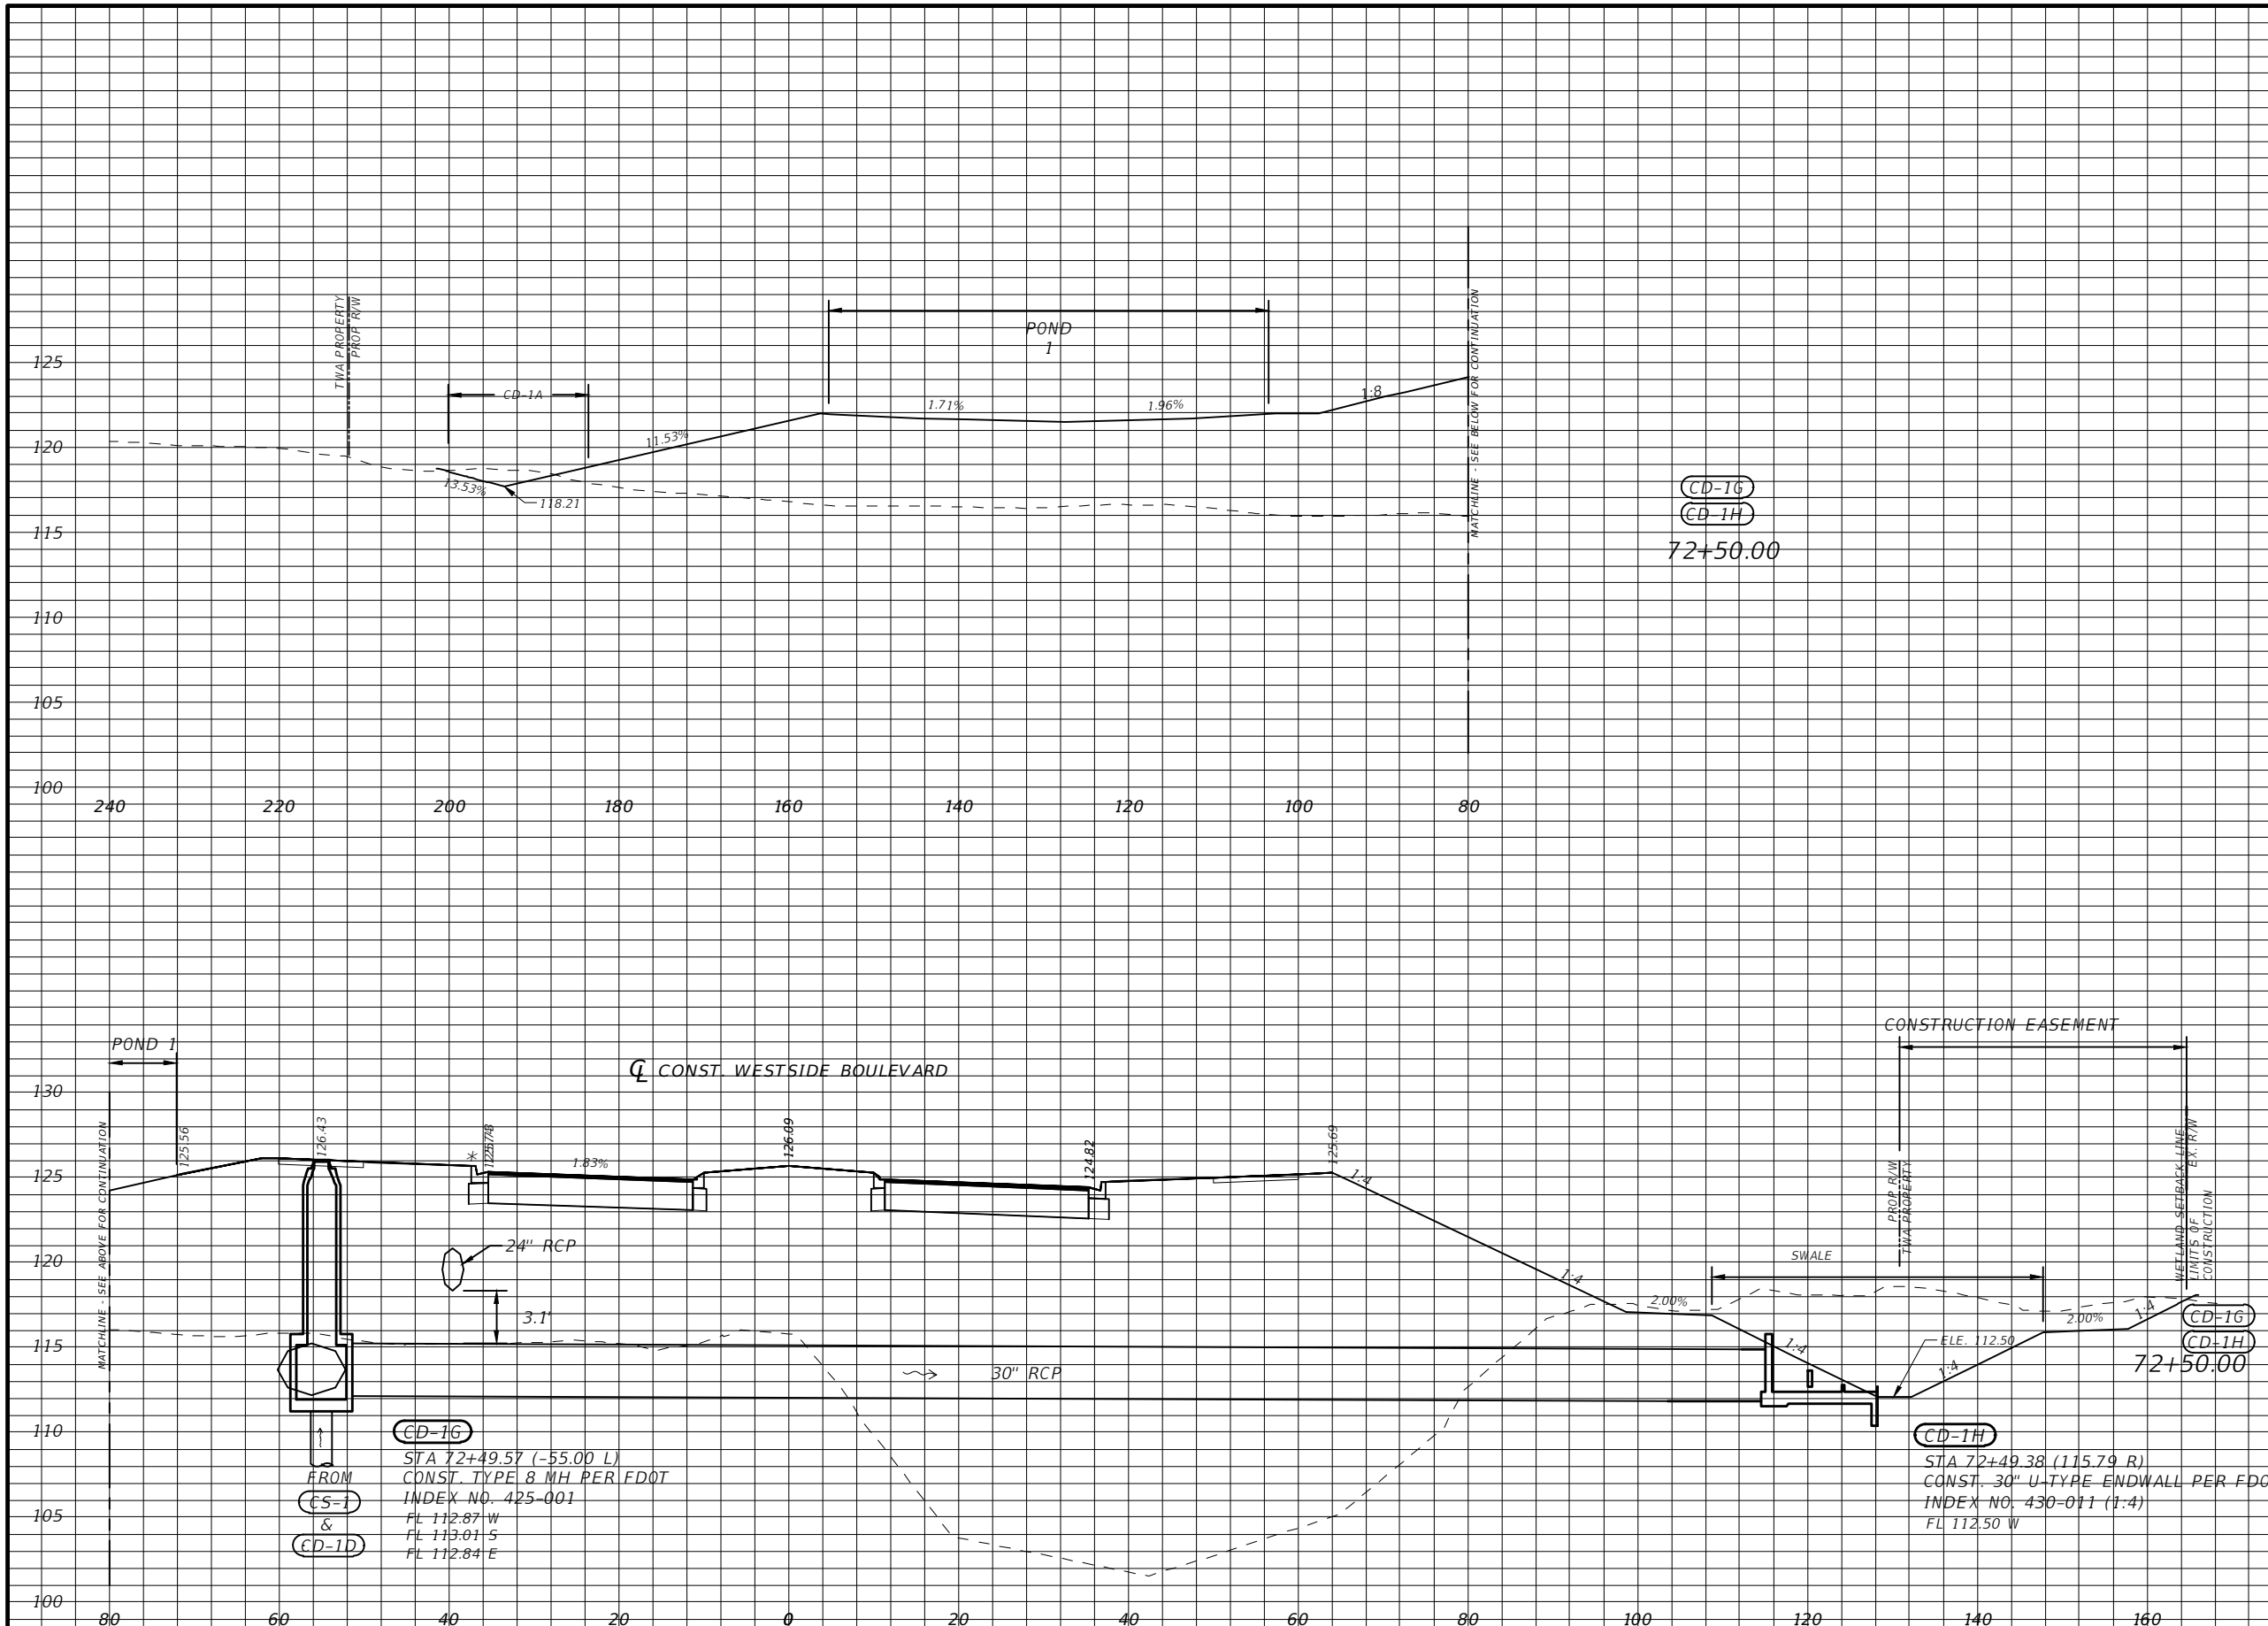 TWA PROPERTY
PROP R/W
POND
1
MATCHLINE - SEE BELOW FOR CONTINUATION
CD-1A
1.71%
1.96%
1:8
11.53%
13.53%
118.21
CD-1G
CD-1H
72+50.00
125
120
115
110
105
100
240 220 200 180 160 140 120 100 80
CONSTRUCTION EASEMENT
POND 1
℄ CONST. WESTSIDE BOULEVARD
MATCHLINE - SEE ABOVE FOR CONTINUATION
125.56
126.43
*
1.83%
126.09
124.82
125.69
1:4
1:4
2.00%
SWALE
PROP R/W
TWA PROPERTY
WETLAND SETBACK LINE
EX. R/W
LIMITS OF
CONSTRUCTION
24" RCP
3.1'
30" RCP
1:4
ELE. 112.50
1:4
2.00%
1:4
CD-1G
CD-1H
72+50.00
FROM
CS-1
&
CD-1D
CD-1G
STA 72+49.57 (-55.00 L)
CONST. TYPE 8 MH PER FDOT
INDEX NO. 425-001
FL 112.87 W
FL 113.01 S
FL 112.84 E
CD-1H
STA 72+49.38 (115.79 R)
CONST. 30" U-TYPE ENDWALL PER FDO
INDEX NO. 430-011 (1:4)
FL 112.50 W
130
125
120
115
110
105
100
80 60 40 20 0 20 40 60 80 100 120 140 160